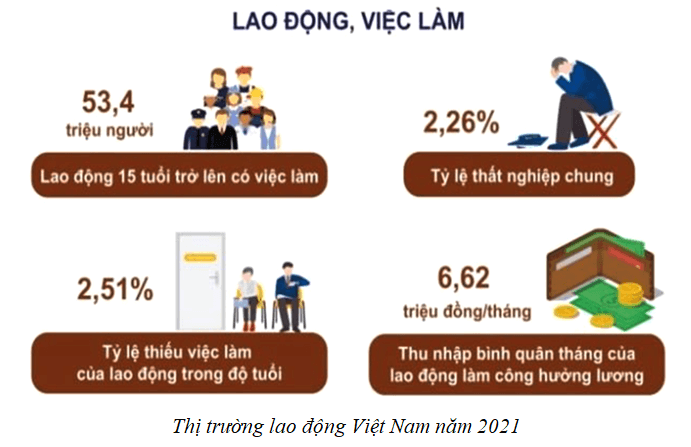 LAO ĐỘNG, VIỆC LÀM
53,4
triệu người
Lao động 15 tuổi trở lên có việc làm
2,26%
Tỷ lệ thất nghiệp chung
2,51%
Tỷ lệ thiếu việc làm
của lao động trong độ tuổi
6,62
triệu đồng/tháng
Thu nhập bình quân tháng của
lao động làm công hưởng lương
Thị trường lao động Việt Nam năm 2021